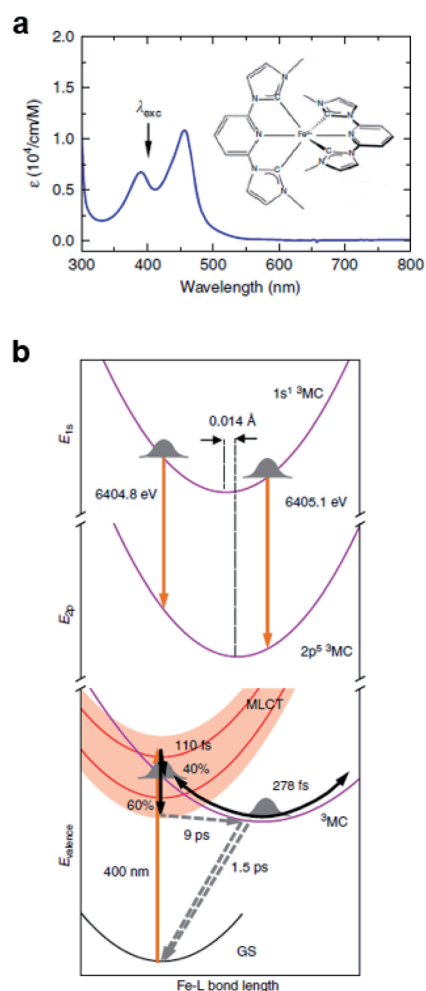 a
ε (10⁴/cm/M)
2.0
1.5
1.0
0.5
0.0
λexc
N
N
C
C
N
Fe²⁺
N
C
C
N
N
N
N
N
N
300 400 500 600 700 800
Wavelength (nm)
b
E1s
1s¹ ³MC
0.014 Å
6404.8 eV
6405.1 eV
E2p
2p⁵ ³MC
Evalence
MLCT
110 fs
40%
278 fs
60%
³MC
9 ps
400 nm
1.5 ps
GS
Fe-L bond length